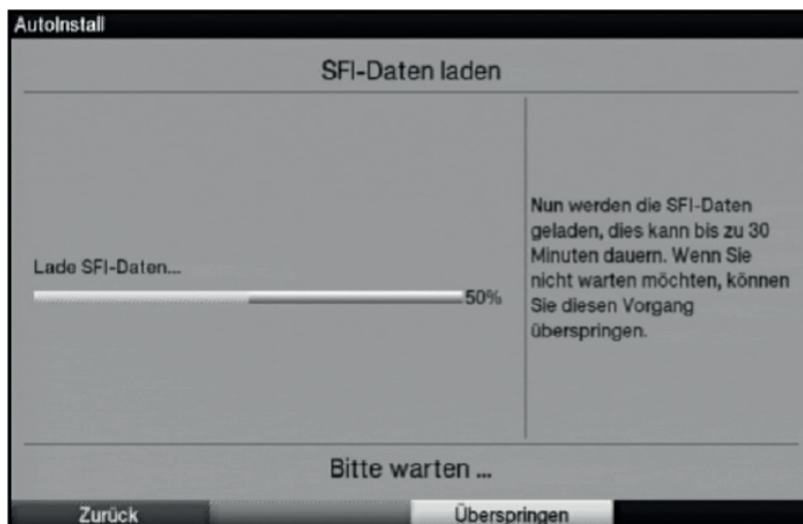 AutoInstall
SFI-Daten laden
Lade SFI-Daten...
50%
Nun werden die SFI-Daten
geladen, dies kann bis zu 30
Minuten dauern. Wenn Sie
nicht warten möchten, können
Sie diesen Vorgang
überspringen.
Bitte warten ...
Zurück
Überspringen